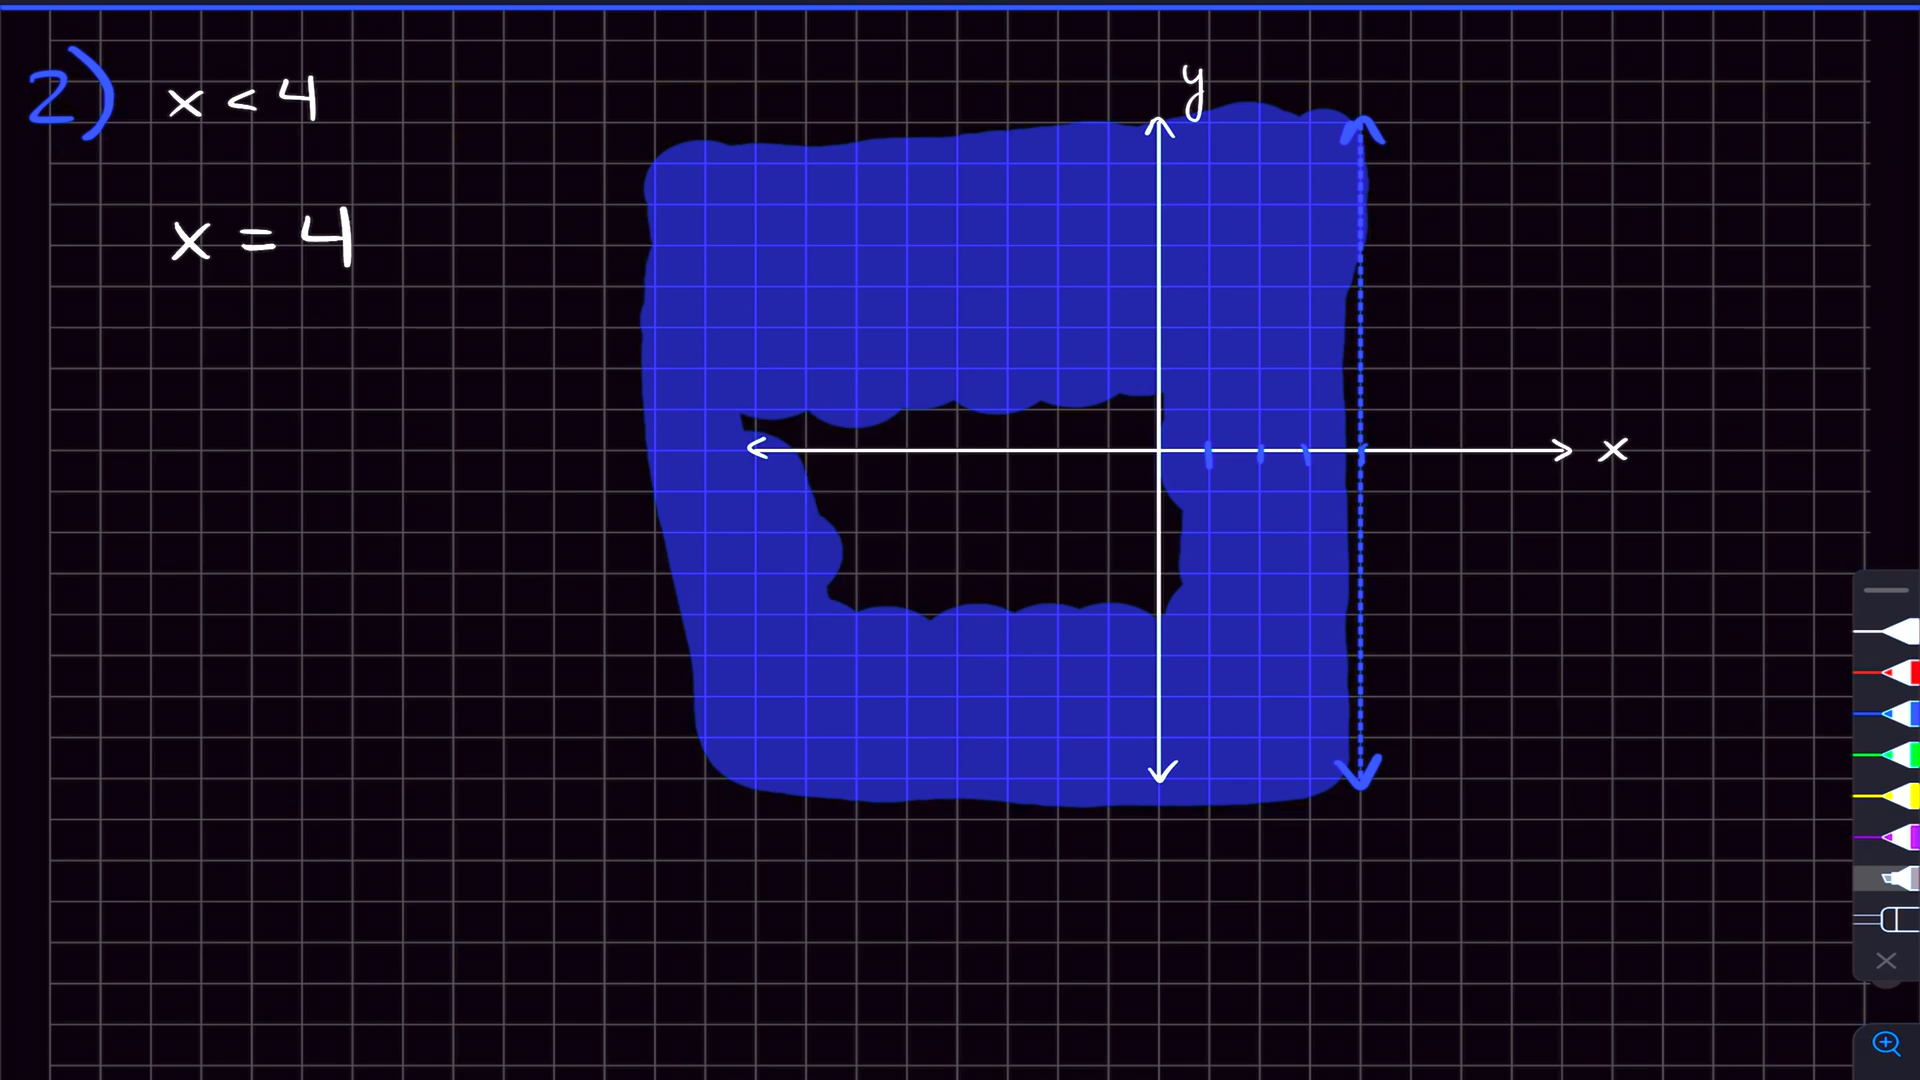 2) x < 4
x = 4
y
x